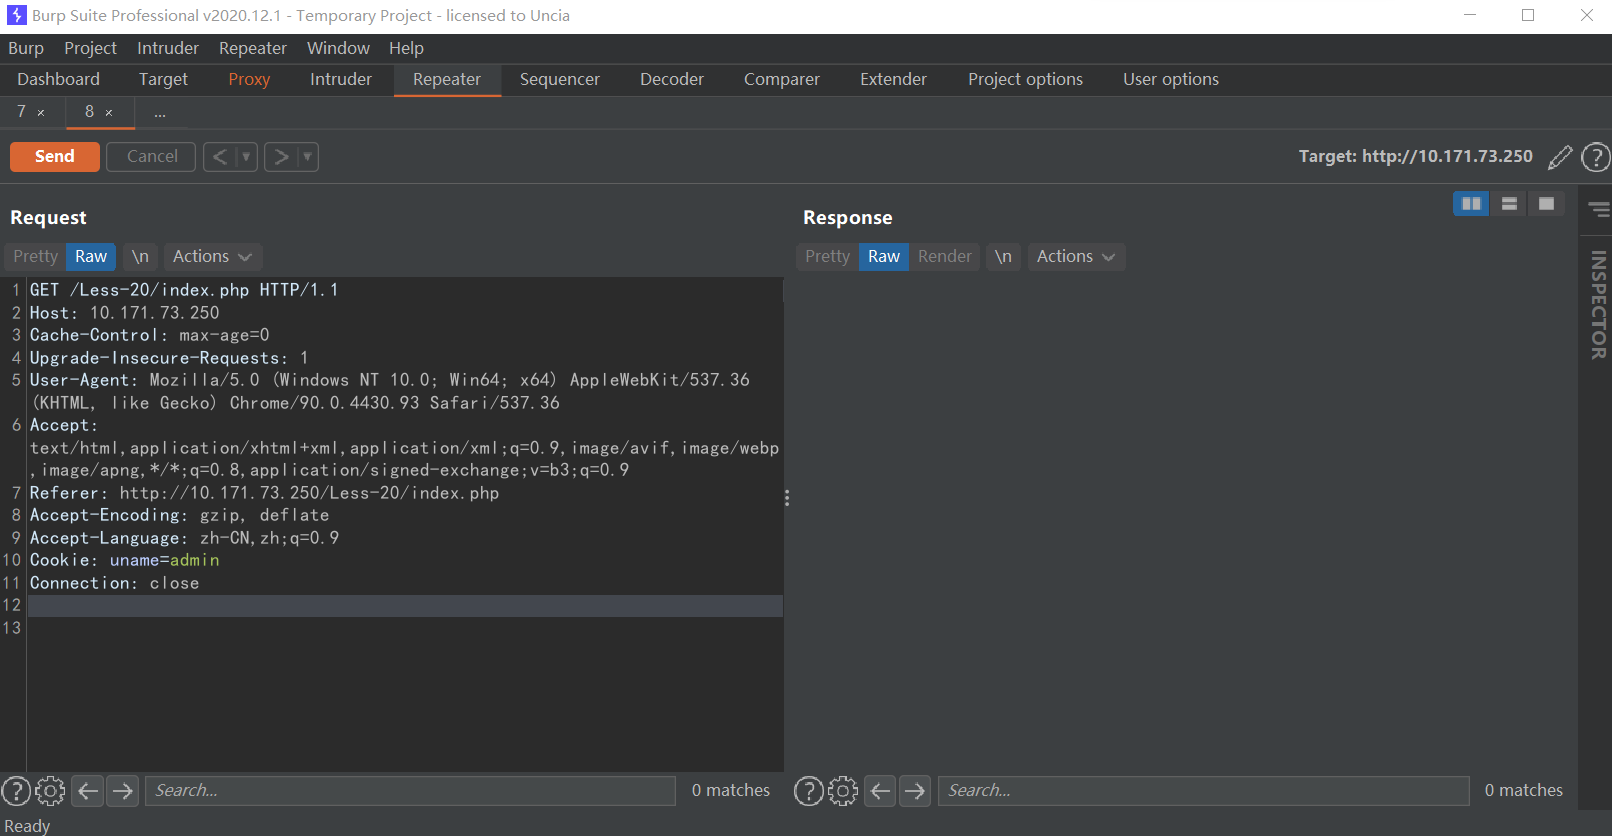 Burp Suite Professional v2020.12.1 - Temporary Project - licensed to Uncia
Burp Project Intruder Repeater Window Help
Dashboard Target Proxy Intruder Repeater Sequencer Decoder Comparer Extender Project options User options
7 × 8 × ...
Send Cancel < > Target: http://10.171.73.250 ?
Request
Pretty Raw \n Actions
1 GET /Less-20/index.php HTTP/1.1
2 Host: 10.171.73.250
3 Cache-Control: max-age=0
4 Upgrade-Insecure-Requests: 1
5 User-Agent: Mozilla/5.0 (Windows NT 10.0; Win64; x64) AppleWebKit/537.36
(KHTML, like Gecko) Chrome/90.0.4430.93 Safari/537.36
6 Accept:
text/html,application/xhtml+xml,application/xml;q=0.9,image/avif,image/webp
,image/apng,*/*;q=0.8,application/signed-exchange;v=b3;q=0.9
7 Referer: http://10.171.73.250/Less-20/index.php
8 Accept-Encoding: gzip, deflate
9 Accept-Language: zh-CN,zh;q=0.9
10 Cookie: uname=admin
11 Connection: close
12
13
? Search... 0 matches
Response
Pretty Raw Render \n Actions
? Search... 0 matches
INSPECTOR
Ready